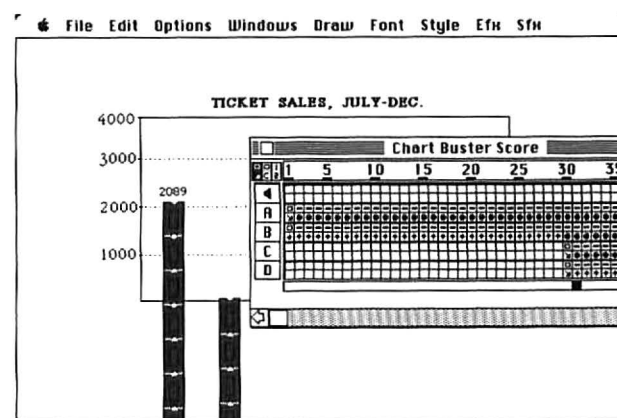 File Edit Options Windows Draw Font Style Efx Sfx
TICKET SALES, JULY-DEC.
4000
3000
2089
2000
1000
Chart Buster Score
1 5 10 15 20 25 30 35
A
B
C
D